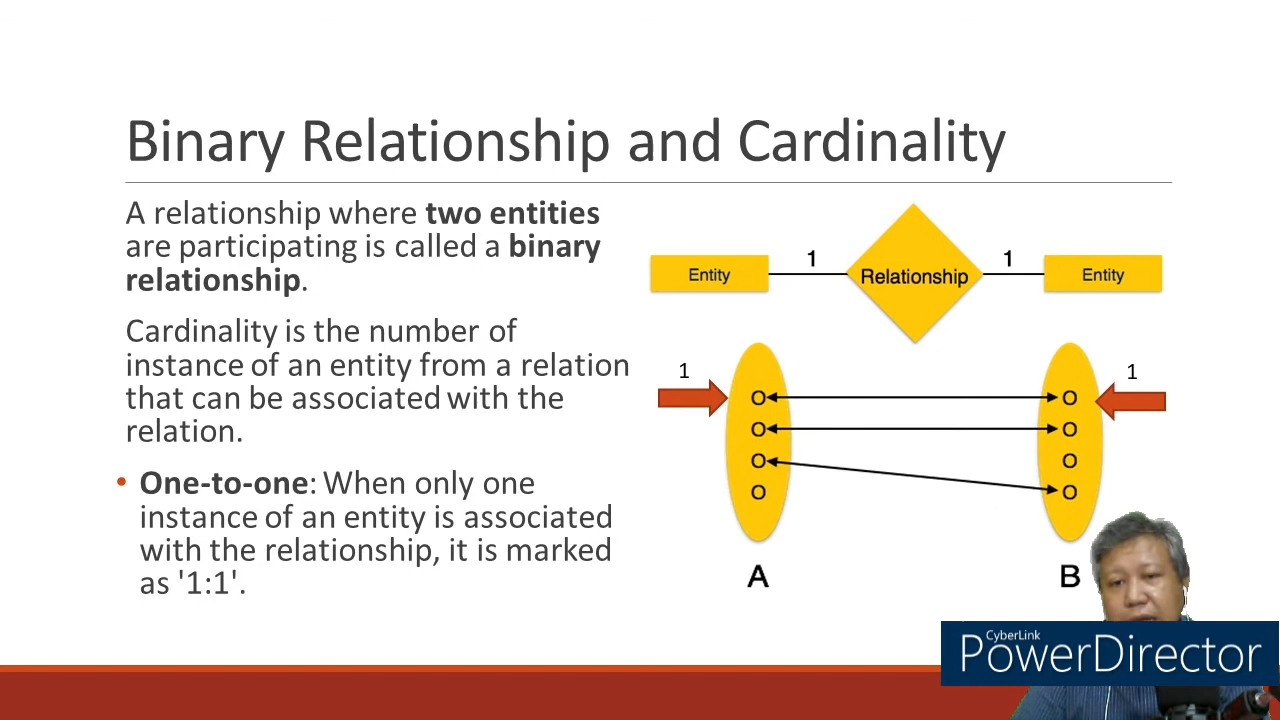 Binary Relationship and Cardinality
A relationship where two entities
are participating is called a binary
relationship.
Cardinality is the number of
instance of an entity from a relation
that can be associated with the
relation.
• One-to-one: When only one
instance of an entity is associated
with the relationship, it is marked
as '1:1'.
Entity
1
Relationship
1
Entity
1
1
A
B
CyberLink
PowerDirector